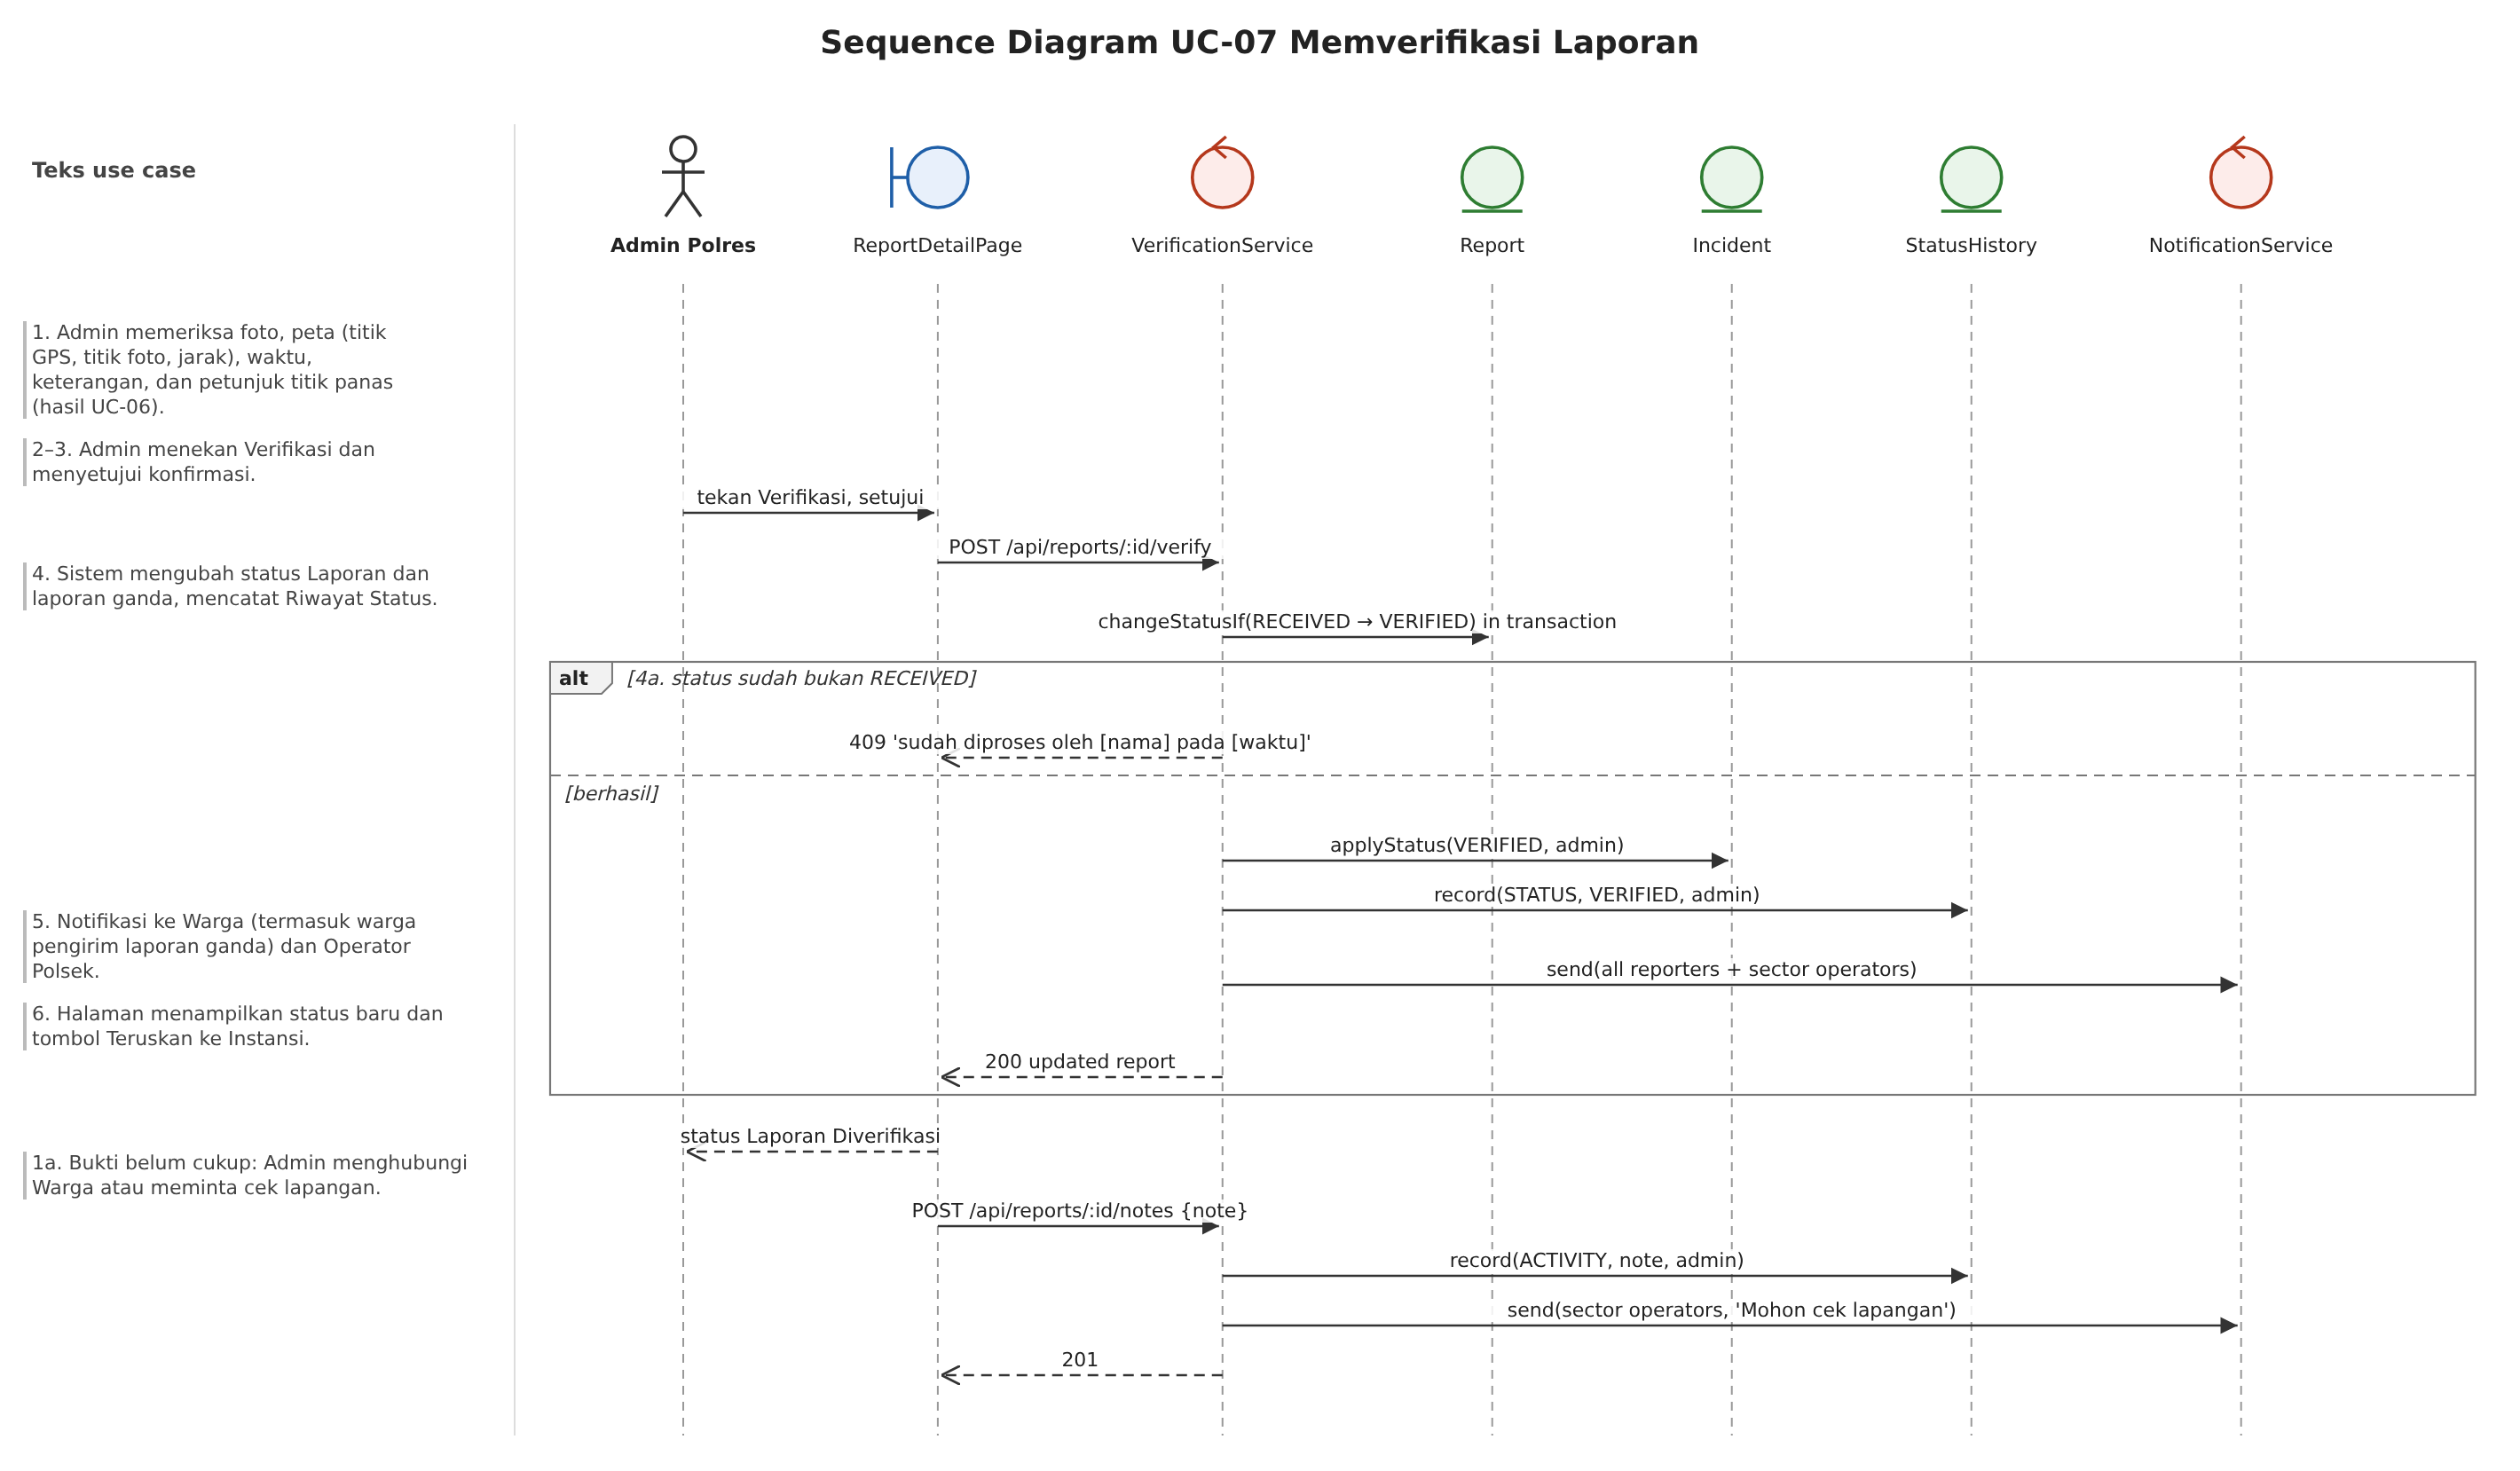 Sequence Diagram UC-07 Memverifikasi Laporan
Teks use case
Admin Polres
ReportDetailPage
VerificationService
Report
Incident
StatusHistory
NotificationService
1. Admin memeriksa foto, peta (titik
GPS, titik foto, jarak), waktu,
keterangan, dan petunjuk titik panas
(hasil UC-06).
2–3. Admin menekan Verifikasi dan
menyetujui konfirmasi.
tekan Verifikasi, setujui
POST /api/reports/:id/verify
4. Sistem mengubah status Laporan dan
laporan ganda, mencatat Riwayat Status.
changeStatusIf(RECEIVED → VERIFIED) in transaction
alt [4a. status sudah bukan RECEIVED]
409 'sudah diproses oleh [nama] pada [waktu]'
[berhasil]
applyStatus(VERIFIED, admin)
record(STATUS, VERIFIED, admin)
5. Notifikasi ke Warga (termasuk warga
pengirim laporan ganda) dan Operator
Polsek.
send(all reporters + sector operators)
6. Halaman menampilkan status baru dan
tombol Teruskan ke Instansi.
200 updated report
status Laporan Diverifikasi
1a. Bukti belum cukup: Admin menghubungi
Warga atau meminta cek lapangan.
POST /api/reports/:id/notes {note}
record(ACTIVITY, note, admin)
send(sector operators, 'Mohon cek lapangan')
201